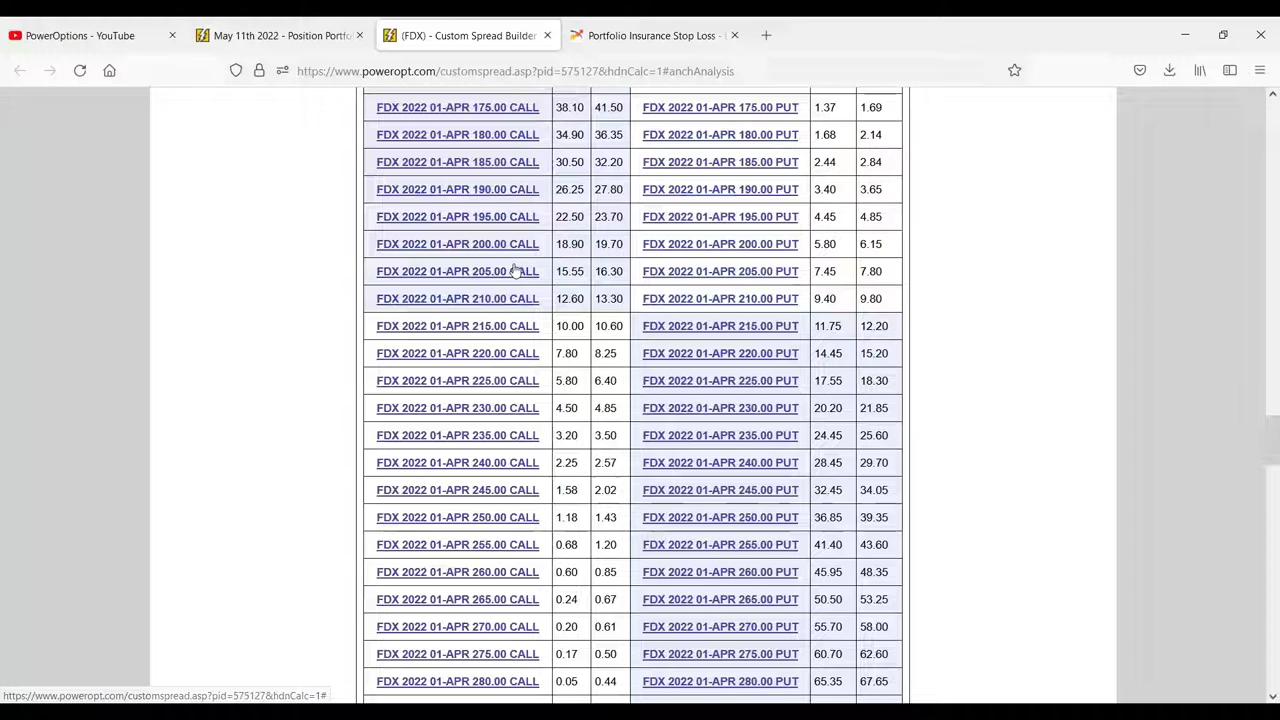 PowerOptions - YouTube
May 11th 2022 - Position Portfo
(FDX) - Custom Spread Builder
Portfolio Insurance Stop Loss -
https://www.poweropt.com/customspread.asp?pid=575127&hdnCalc=1#anchAnalysis
FDX 2022 01-APR 175.00 CALL 38.10 41.50 FDX 2022 01-APR 175.00 PUT 1.37 1.69
FDX 2022 01-APR 180.00 CALL 34.90 36.35 FDX 2022 01-APR 180.00 PUT 1.68 2.14
FDX 2022 01-APR 185.00 CALL 30.50 32.20 FDX 2022 01-APR 185.00 PUT 2.44 2.84
FDX 2022 01-APR 190.00 CALL 26.25 27.80 FDX 2022 01-APR 190.00 PUT 3.40 3.65
FDX 2022 01-APR 195.00 CALL 22.50 23.70 FDX 2022 01-APR 195.00 PUT 4.45 4.85
FDX 2022 01-APR 200.00 CALL 18.90 19.70 FDX 2022 01-APR 200.00 PUT 5.80 6.15
FDX 2022 01-APR 205.00 CALL 15.55 16.30 FDX 2022 01-APR 205.00 PUT 7.45 7.80
FDX 2022 01-APR 210.00 CALL 12.60 13.30 FDX 2022 01-APR 210.00 PUT 9.40 9.80
FDX 2022 01-APR 215.00 CALL 10.00 10.60 FDX 2022 01-APR 215.00 PUT 11.75 12.20
FDX 2022 01-APR 220.00 CALL 7.80 8.25 FDX 2022 01-APR 220.00 PUT 14.45 15.20
FDX 2022 01-APR 225.00 CALL 5.80 6.40 FDX 2022 01-APR 225.00 PUT 17.55 18.30
FDX 2022 01-APR 230.00 CALL 4.50 4.85 FDX 2022 01-APR 230.00 PUT 20.20 21.85
FDX 2022 01-APR 235.00 CALL 3.20 3.50 FDX 2022 01-APR 235.00 PUT 24.45 25.60
FDX 2022 01-APR 240.00 CALL 2.25 2.57 FDX 2022 01-APR 240.00 PUT 28.45 29.70
FDX 2022 01-APR 245.00 CALL 1.58 2.02 FDX 2022 01-APR 245.00 PUT 32.45 34.05
FDX 2022 01-APR 250.00 CALL 1.18 1.43 FDX 2022 01-APR 250.00 PUT 36.85 39.35
FDX 2022 01-APR 255.00 CALL 0.68 1.20 FDX 2022 01-APR 255.00 PUT 41.40 43.60
FDX 2022 01-APR 260.00 CALL 0.60 0.85 FDX 2022 01-APR 260.00 PUT 45.95 48.35
FDX 2022 01-APR 265.00 CALL 0.24 0.67 FDX 2022 01-APR 265.00 PUT 50.50 53.25
FDX 2022 01-APR 270.00 CALL 0.20 0.61 FDX 2022 01-APR 270.00 PUT 55.70 58.00
FDX 2022 01-APR 275.00 CALL 0.17 0.50 FDX 2022 01-APR 275.00 PUT 60.70 62.60
FDX 2022 01-APR 280.00 CALL 0.05 0.44 FDX 2022 01-APR 280.00 PUT 65.35 67.65
https://www.poweropt.com/customspread.asp?pid=575127&hdnCalc=1#